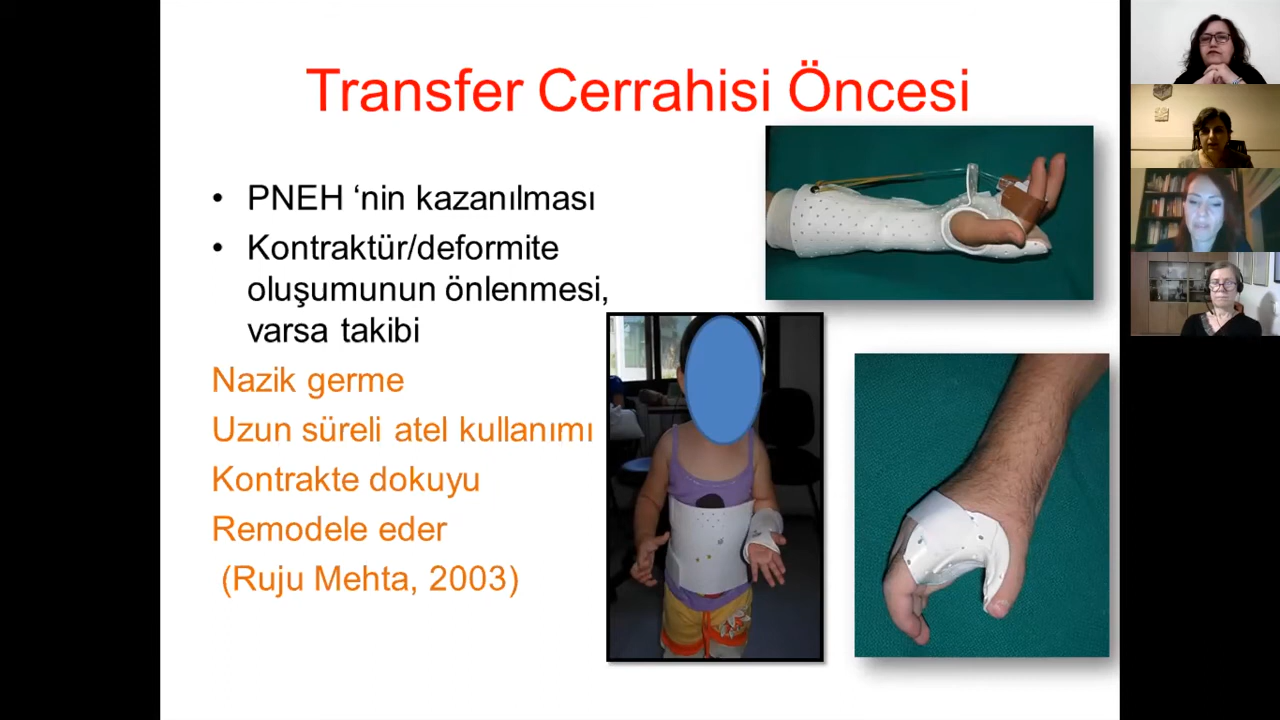 Transfer Cerrahisi Öncesi
• PNEH ‘nin kazanılması
• Kontraktür/deformite
oluşumunun önlenmesi,
varsa takibi
Nazik germe
Uzun süreli atel kullanımı
Kontrakte dokuyu
Remodele eder
(Ruju Mehta, 2003)